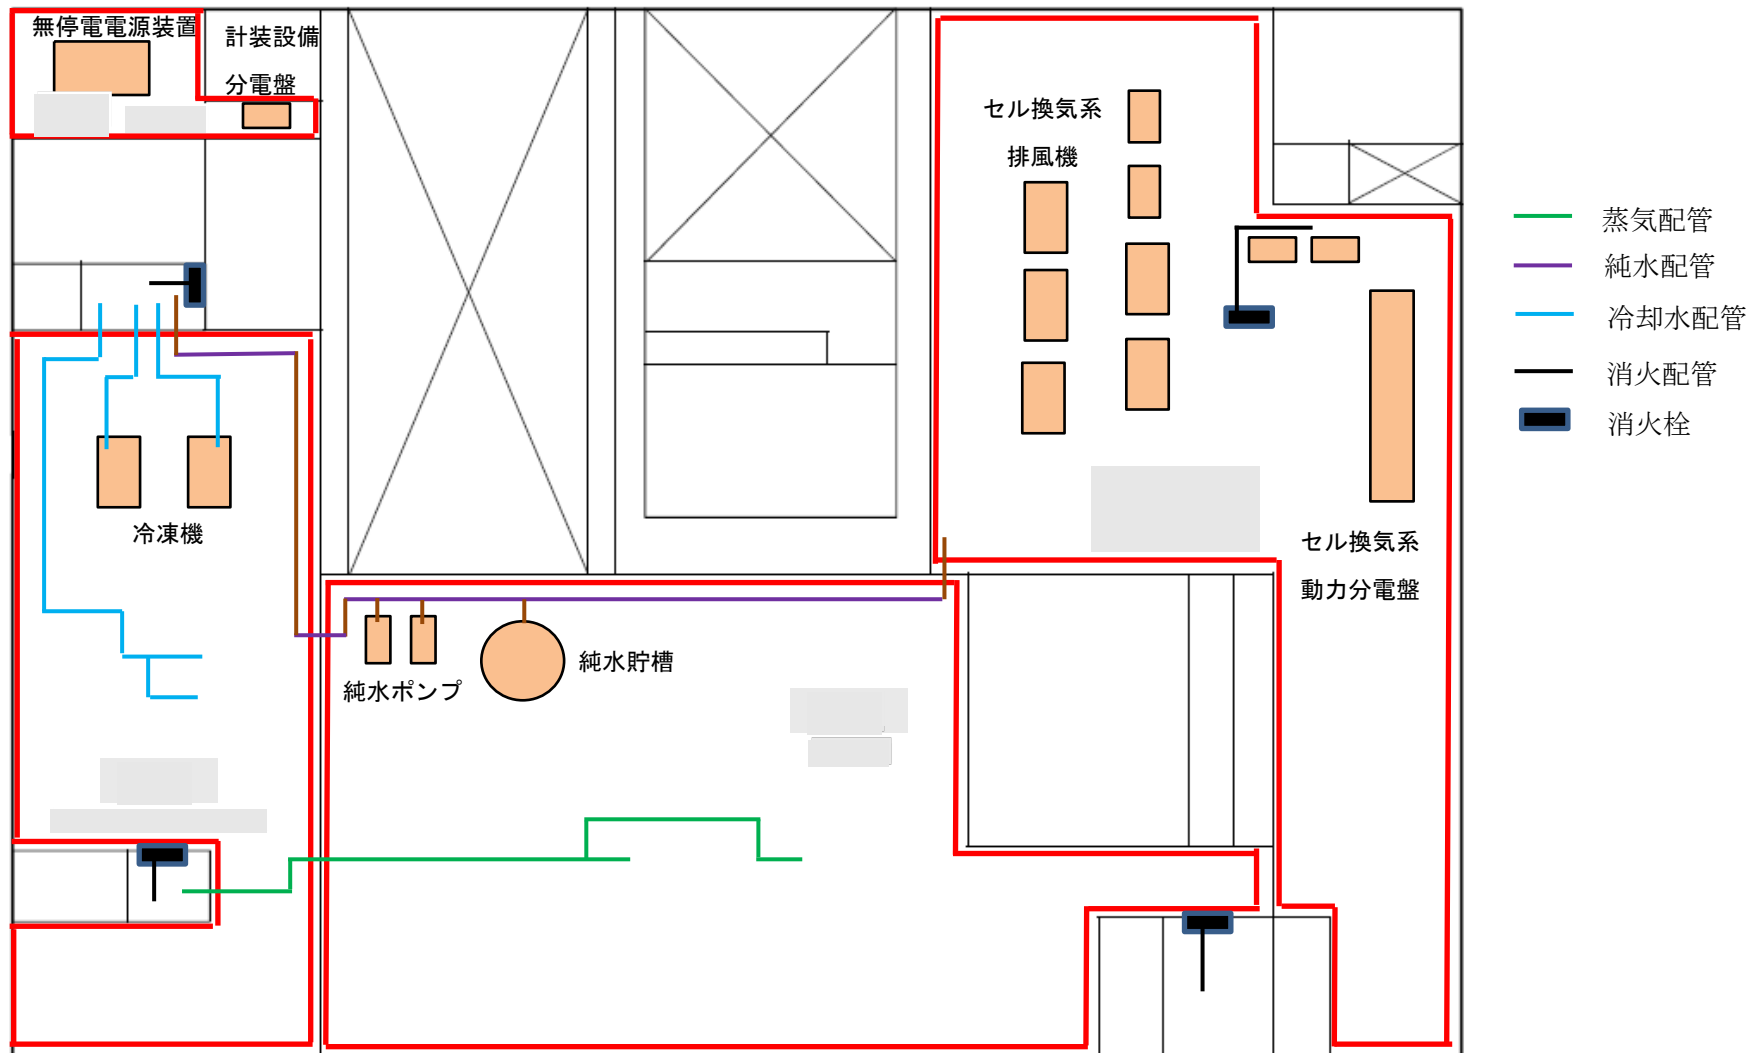 無停電電源装置
計装設備
分電盤
セル換気系
排風機
蒸気配管
純水配管
冷却水配管
消火配管
消火栓
冷凍機
セル換気系
動力分電盤
純水ポンプ
純水貯槽